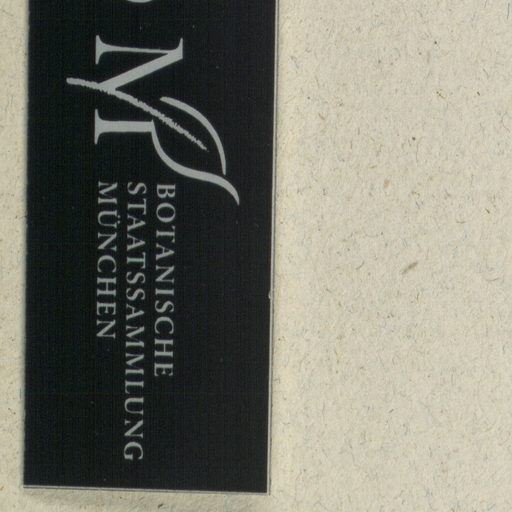 M
BOTANISCHE
STAATSSAMMLUNG
MÜNCHEN